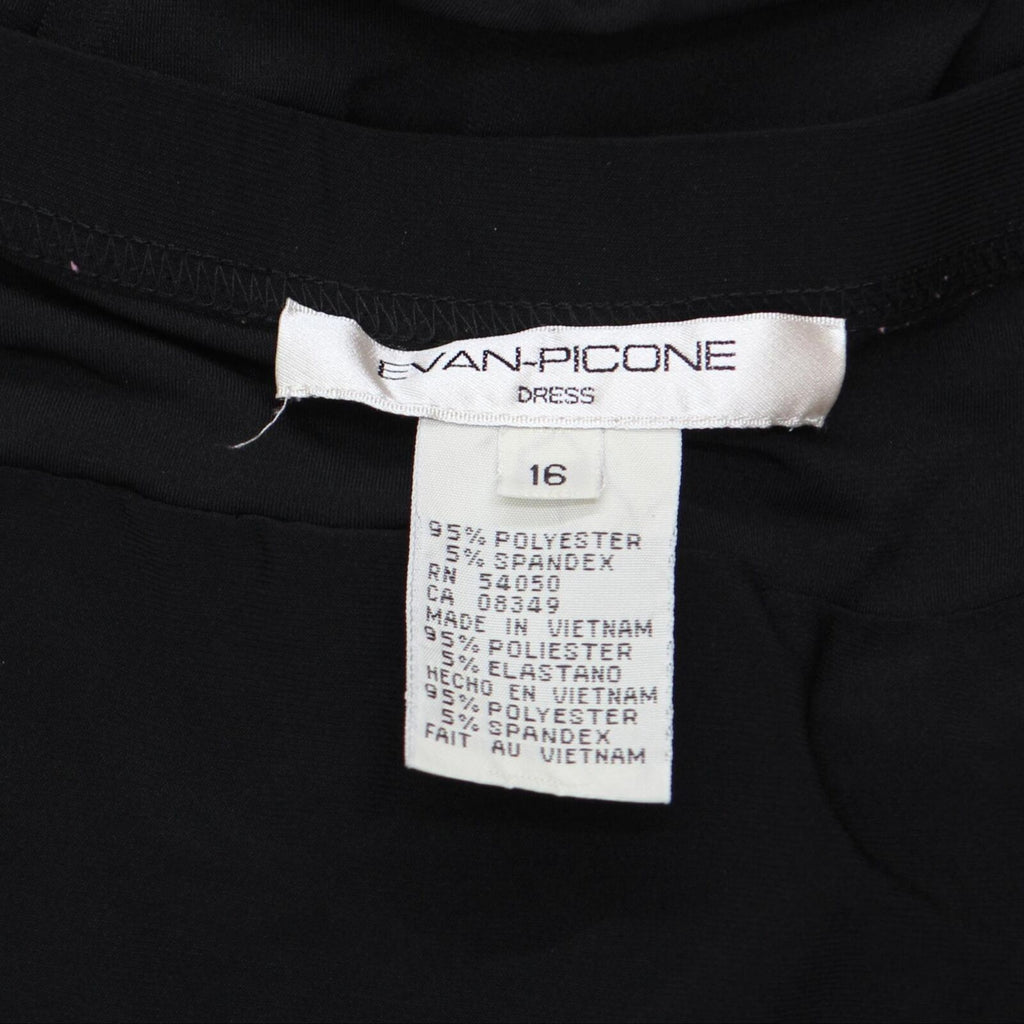 EVAN-PICONE
DRESS
16
95% POLYESTER
5% SPANDEX
RN 54050
CA 08349
MADE IN VIETNAM
95% POLIESTER
5% ELASTANO
HECHO EN VIETNAM
95% POLYESTER
5% SPANDEX
FAIT AU VIETNAM